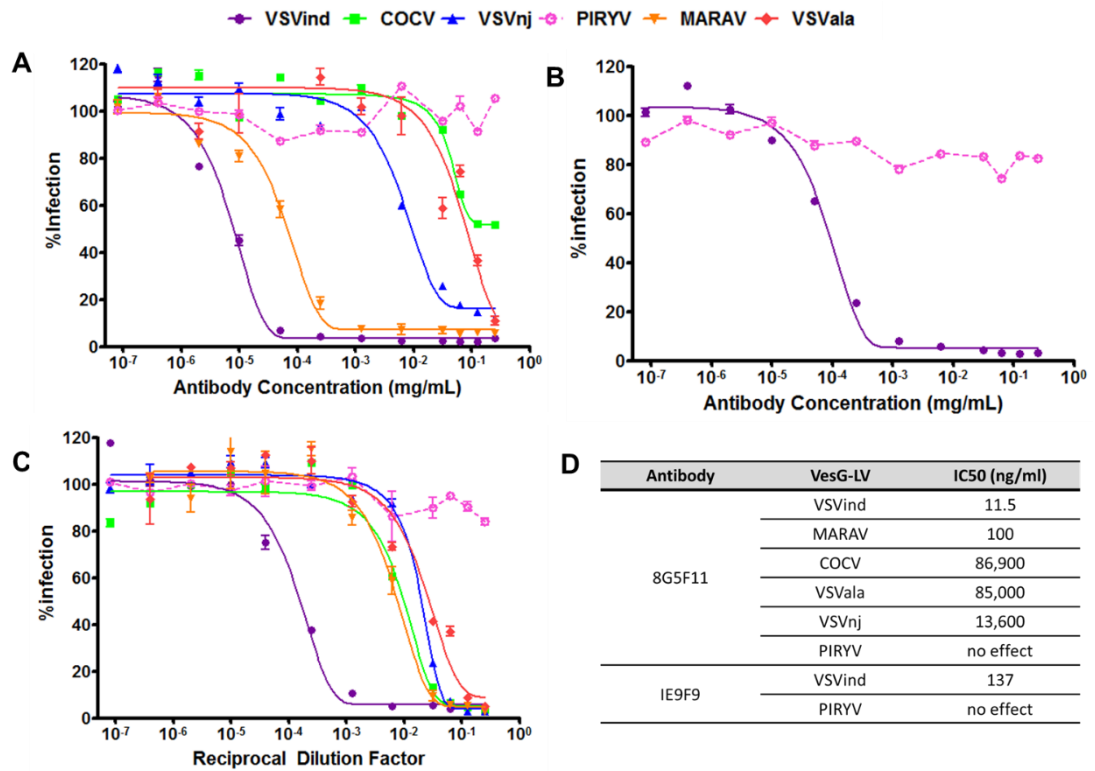 VSVind COCV VSVnj PIRYV MARAV VSVala
A
120
100
80
60
40
20
0
%Infection
10-7 10-6 10-5 10-4 10-3 10-2 10-1 100
Antibody Concentration (mg/mL)
B
120
100
80
60
40
20
0
%infection
10-7 10-6 10-5 10-4 10-3 10-2 10-1 100
Antibody Concentration (mg/mL)
C
120
100
80
60
40
20
0
%infection
10-7 10-6 10-5 10-4 10-3 10-2 10-1 100
Reciprocal Dilution Factor
D
Antibody VesG-LV IC50 (ng/ml)
8G5F11
VSVind 11.5
MARAV 100
COCV 86,900
VSVala 85,000
VSVnj 13,600
PIRYV no effect
IE9F9
VSVind 137
PIRYV no effect